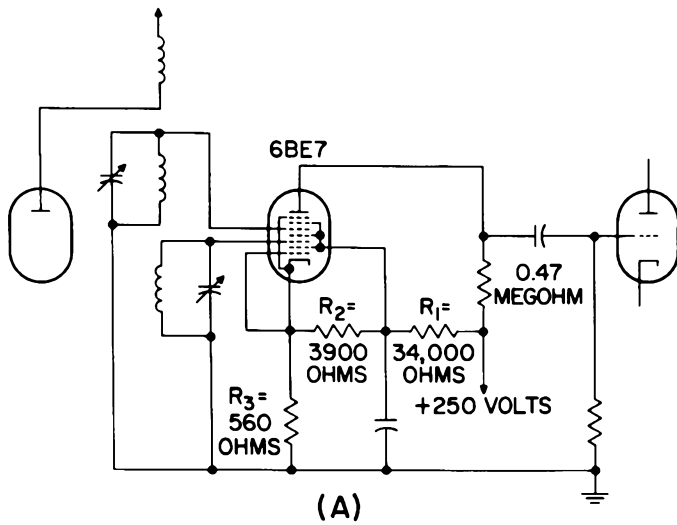 6BE7
R2=
3900
OHMS
R1=
34,000
OHMS
0.47
MEGOHM
+250 VOLTS
R3=
560
OHMS
(A)